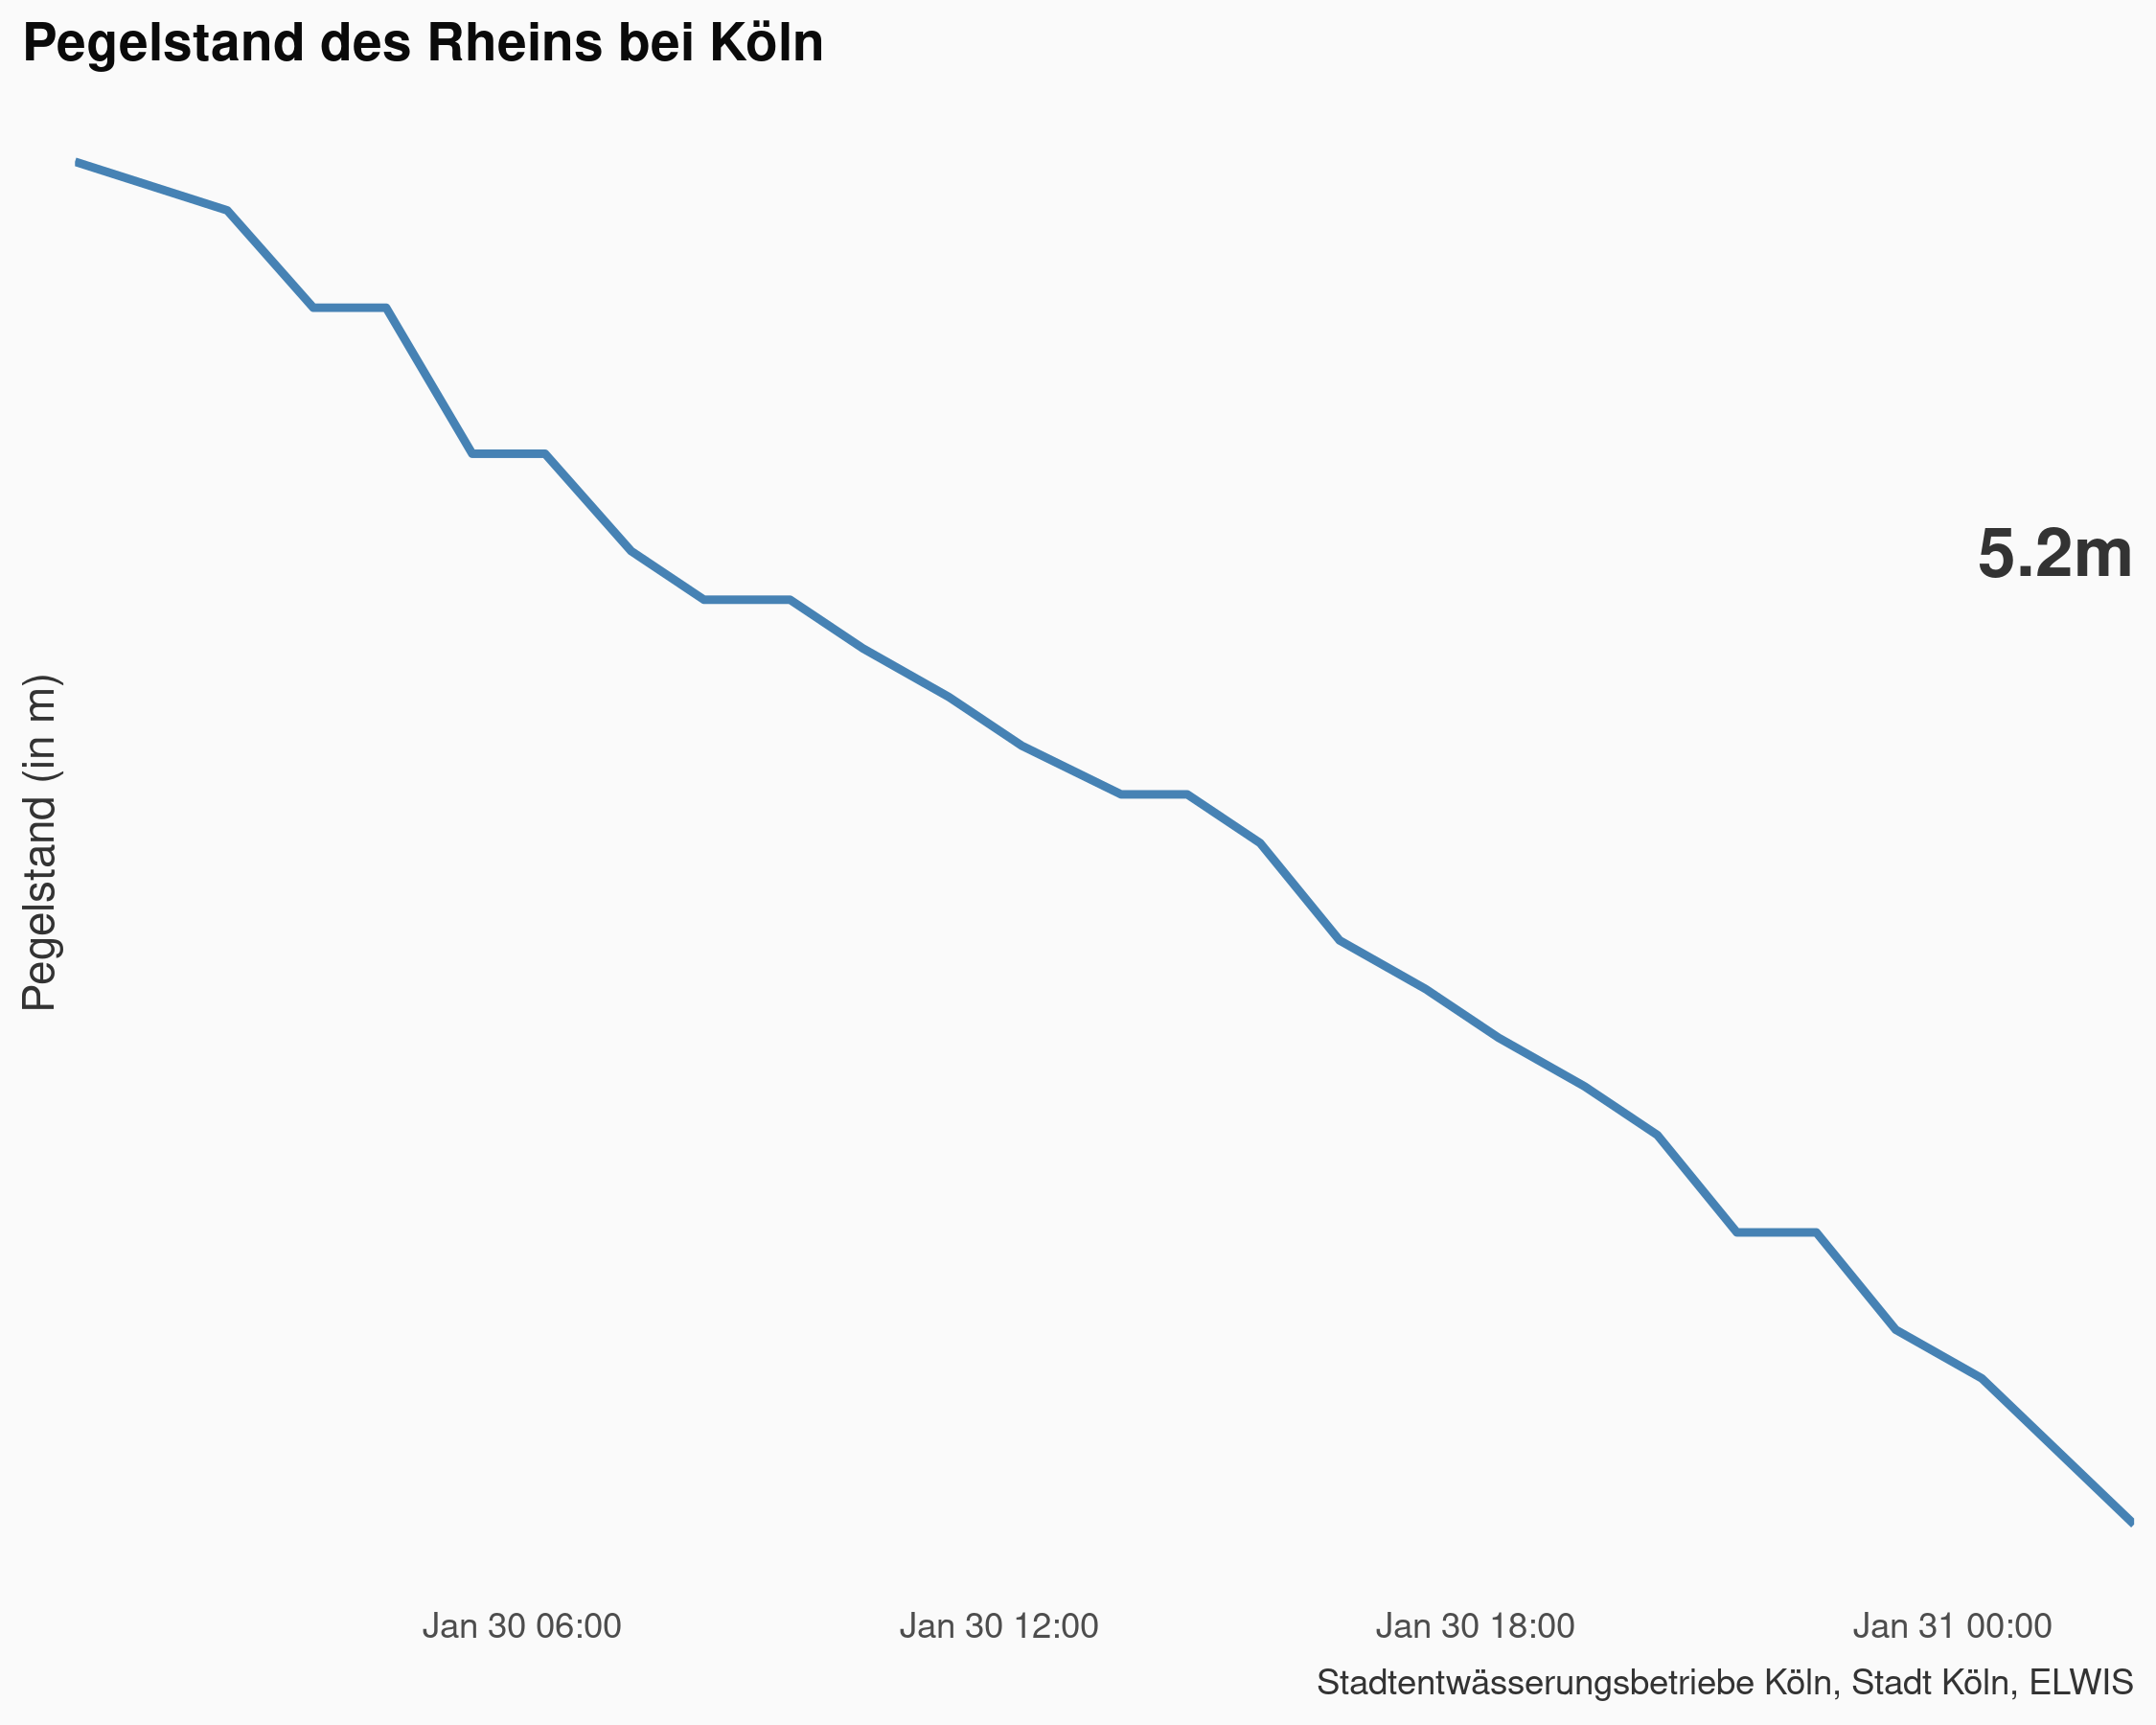 Pegelstand des Rheins bei Köln
5.2m
Pegelstand (in m)
Jan 30 06:00
Jan 30 12:00
Jan 30 18:00
Jan 31 00:00
Stadtentwässerungsbetriebe Köln, Stadt Köln, ELWIS